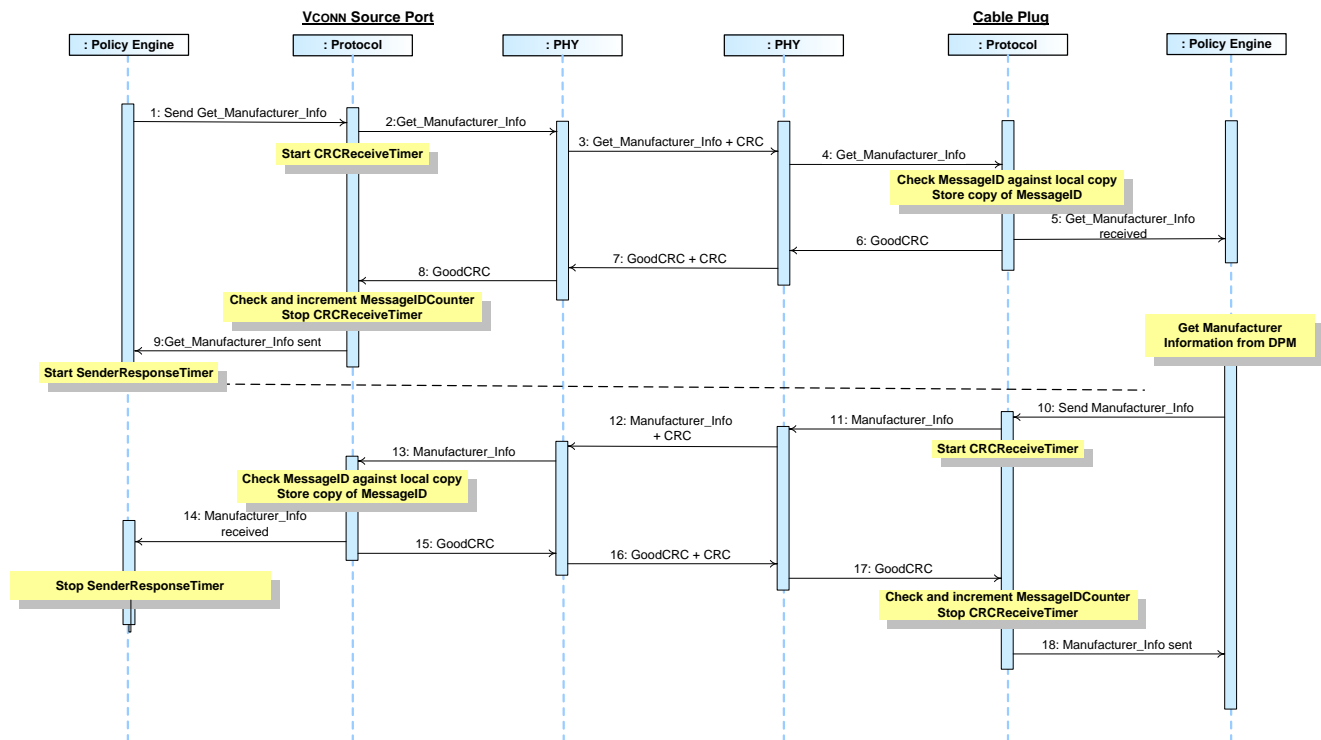 VCONN Source Port
Cable Plug
: Policy Engine
: Protocol
: PHY
: PHY
: Protocol
: Policy Engine
1: Send Get_Manufacturer_Info
2:Get_Manufacturer_Info
Start CRCReceiveTimer
3: Get_Manufacturer_Info + CRC
4: Get_Manufacturer_Info
Check MessageID against local copy
Store copy of MessageID
5: Get_Manufacturer_Info
received
6: GoodCRC
7: GoodCRC + CRC
8: GoodCRC
Check and increment MessageIDCounter
Stop CRCReceiveTimer
9:Get_Manufacturer_Info sent
Start SenderResponseTimer
Get Manufacturer
Information from DPM
10: Send Manufacturer_Info
11: Manufacturer_Info
Start CRCReceiveTimer
12: Manufacturer_Info
+ CRC
13: Manufacturer_Info
Check MessageID against local copy
Store copy of MessageID
14: Manufacturer_Info
received
15: GoodCRC
16: GoodCRC + CRC
17: GoodCRC
Stop SenderResponseTimer
Check and increment MessageIDCounter
Stop CRCReceiveTimer
18: Manufacturer_Info sent